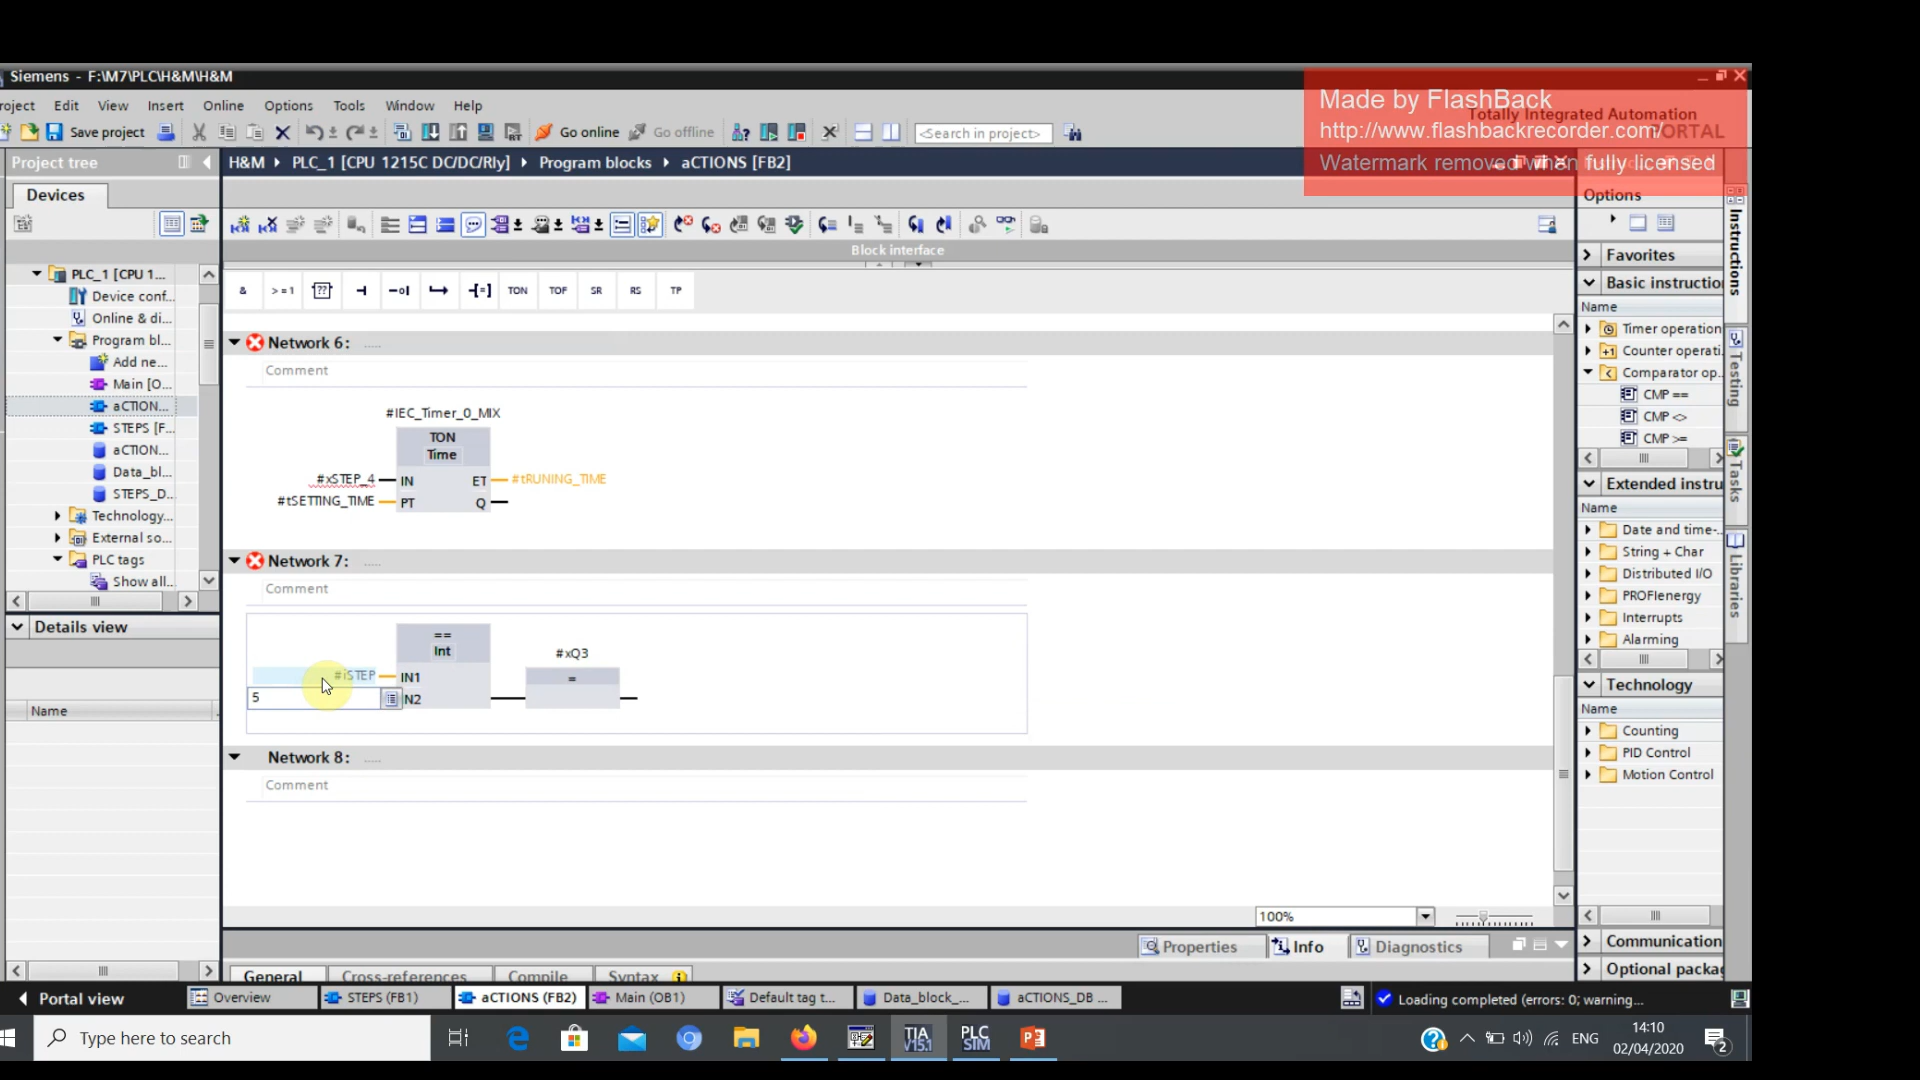 Siemens - F:\M7\PLC\H&M\H&M
Made by FlashBack
http://www.flashbackrecorder.com/
Watermark removed when fully licensed
Totally Integrated Automation
PORTAL
roject Edit View Insert Online Options Tools Window Help
Save project Go online Go offline <Search in project>
Project tree
H&M PLC_1 [CPU 1215C DC/DC/Rly] Program blocks aCTIONS [FB2]
Devices
Options
Block interface
& >=1 ?? -| -o| -[=] TON TOF SR RS TP
PLC_1 [CPU 1...
Device conf...
Online & di...
Program bl...
Add ne...
Main [O...
aCTION...
STEPS [F...
aCTION...
Data_bl...
STEPS_D...
Technology...
External so...
PLC tags
Show all...
Details view
Name
Network 6: .....
Comment
#IEC_Timer_0_MIX
TON
Time
#xSTEP_4 IN ET #tRUNING_TIME
#tSETTING_TIME PT Q
Network 7: .....
Comment
==
Int
#xQ3
#iSTEP IN1 =
5 N2
Network 8: .....
Comment
100%
Favorites
Basic instructio
Name
Timer operation
Counter operati.
Comparator op..
CMP ==
CMP <>
CMP >=
Extended instru
Name
Date and time-..
String + Char
Distributed I/O
PROFIenergy
Interrupts
Alarming
Technology
Name
Counting
PID Control
Motion Control
Communication
Optional packag
Instructions
Testing
Tasks
Libraries
Properties Info Diagnostics
General Cross-references Compile Syntax
Portal view Overview STEPS (FB1) aCTIONS (FB2) Main (OB1) Default tag t... Data_block_... aCTIONS_DB ... Loading completed (errors: 0; warning...
Type here to search
TIA V15.1
PLC SIM
ENG
14:10
02/04/2020
2